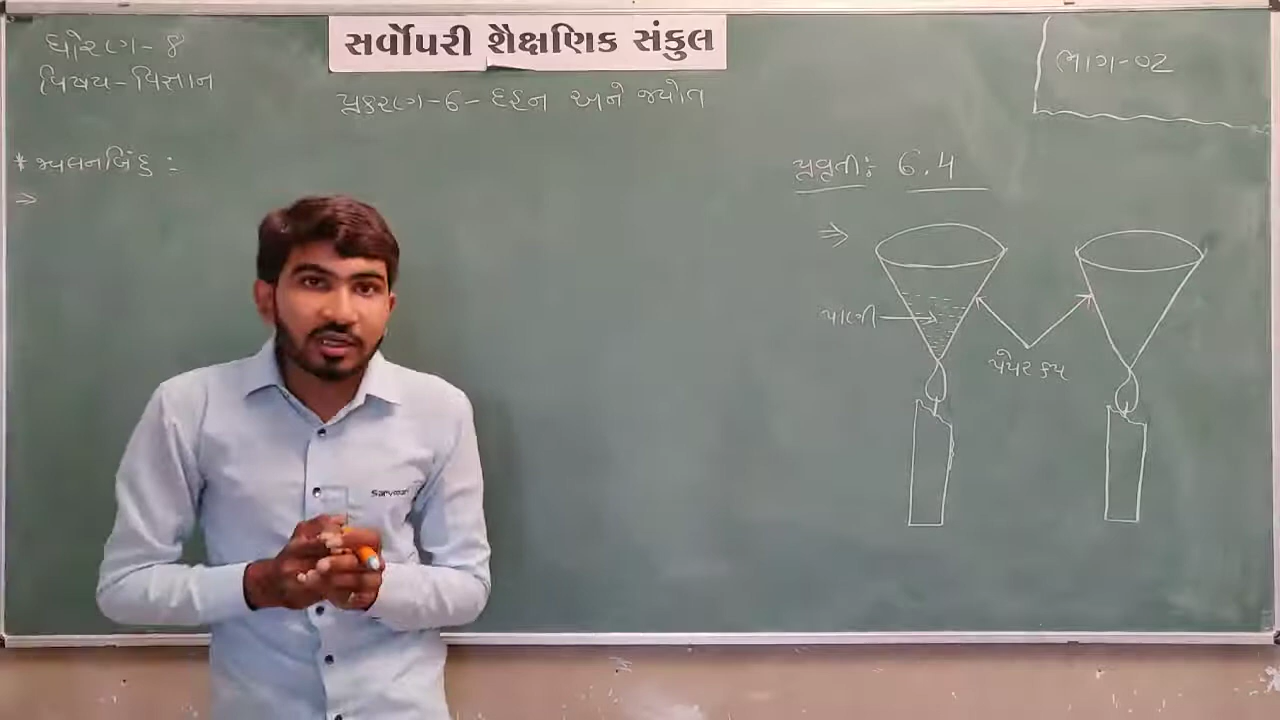 સર્વોપરી શૈક્ષણિક સંકુલ
ધોરણ - 8
વિષય - વિજ્ઞાન
પ્રકરણ - 6 - દહન અને જ્યોત
ભાગ - 02
* જ્વલનબિંદુ :
પ્રવૃતી : 6.4
પાણી
પેપર કપ